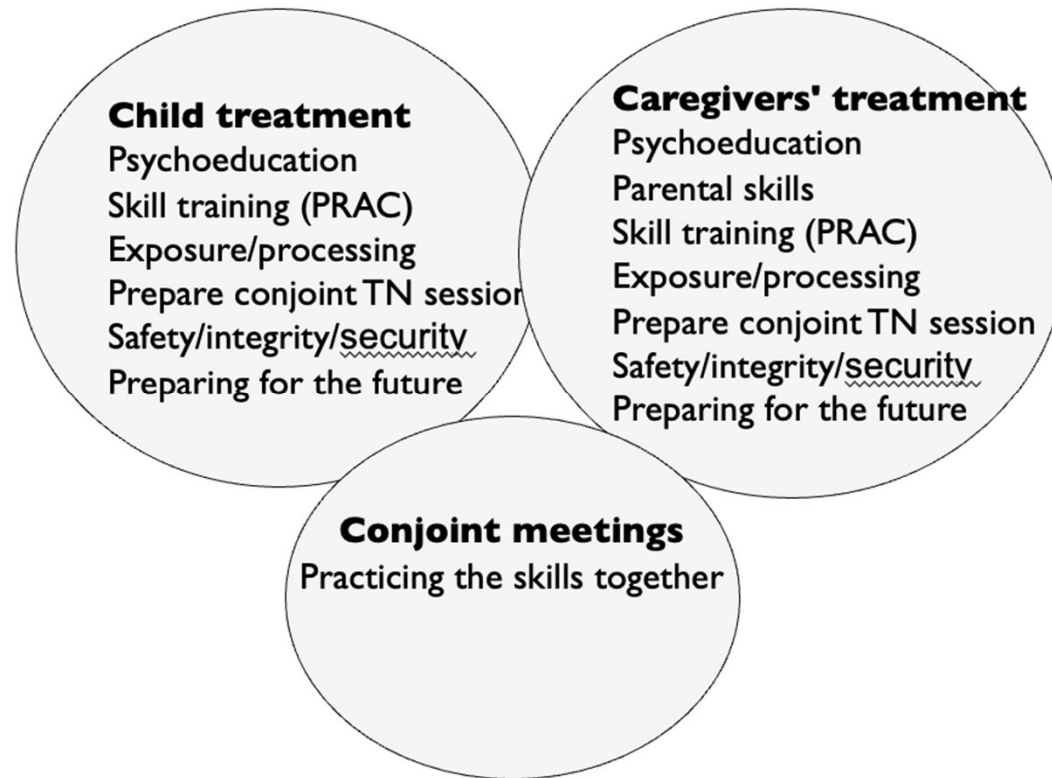 Child treatment
Psychoeducation
Skill training (PRAC)
Exposure/processing
Prepare conjoint TN session
Safety/integrity/security
Preparing for the future
Caregivers' treatment
Psychoeducation
Parental skills
Skill training (PRAC)
Exposure/processing
Prepare conjoint TN session
Safety/integrity/security
Preparing for the future
Conjoint meetings
Practicing the skills together